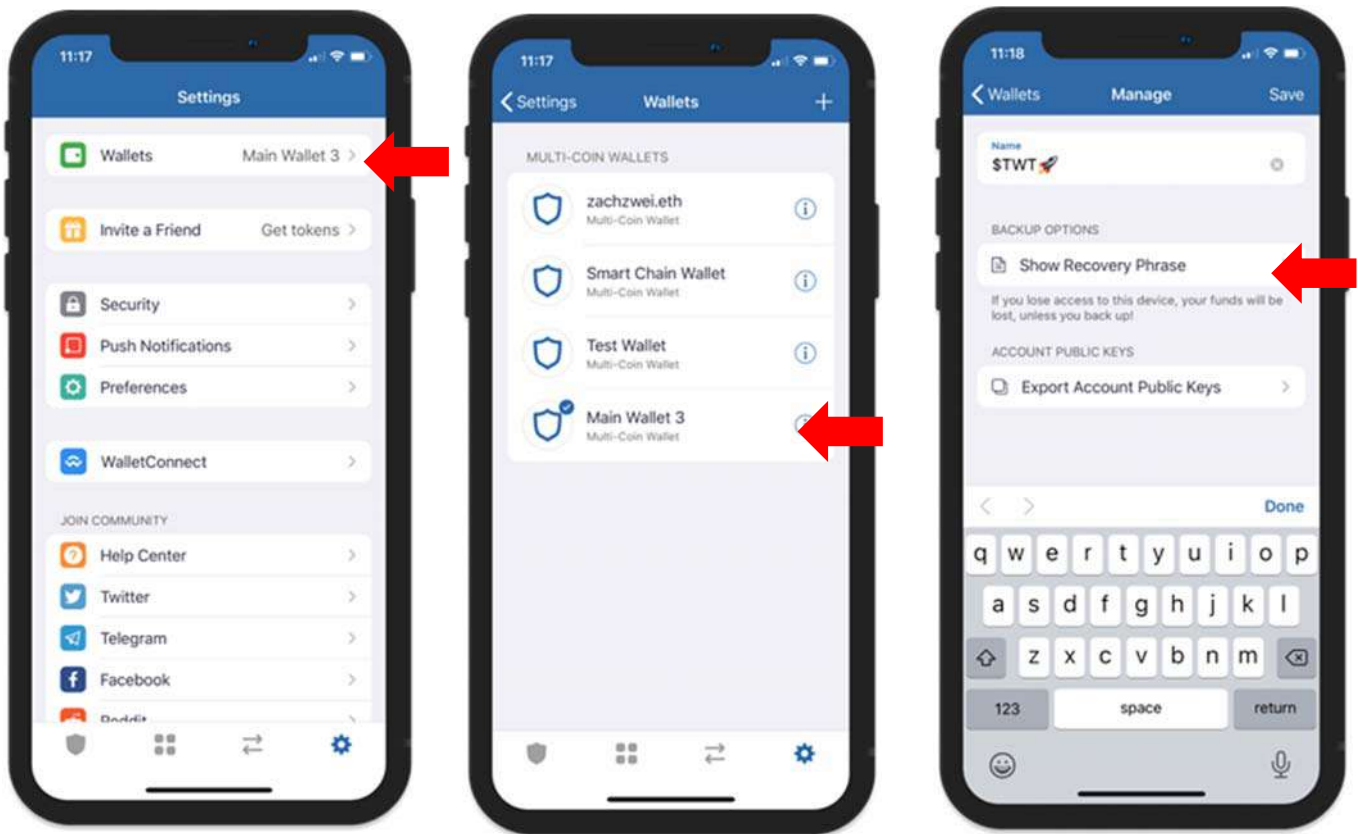 11:17
Settings
Wallets Main Wallet 3
Invite a Friend Get tokens
Security
Push Notifications
Preferences
WalletConnect
JOIN COMMUNITY
Help Center
Twitter
Telegram
Facebook
Reddit
11:17
Settings Wallets +
MULTI-COIN WALLETS
zachzwei.eth
Multi-Coin Wallet
Smart Chain Wallet
Multi-Coin Wallet
Test Wallet
Multi-Coin Wallet
Main Wallet 3
Multi-Coin Wallet
11:18
Wallets Manage Save
Name
$TWT🚀
BACKUP OPTIONS
Show Recovery Phrase
If you lose access to this device, your funds will be
lost, unless you back up!
ACCOUNT PUBLIC KEYS
Export Account Public Keys
Done
q w e r t y u i o p
a s d f g h j k l
z x c v b n m
123 space return